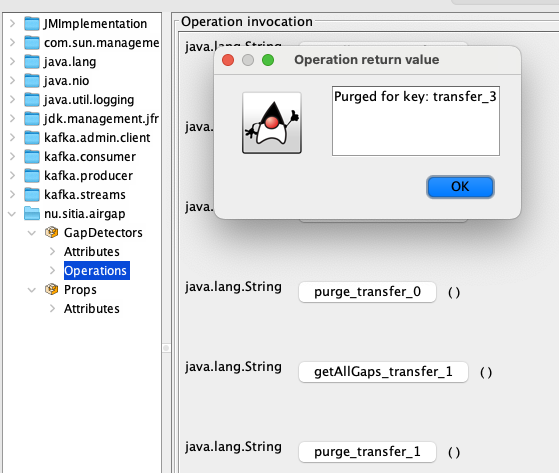 JMImplementation
com.sun.manageme
java.lang
java.nio
java.util.logging
jdk.management.jfr
kafka.admin.client
kafka.consumer
kafka.producer
kafka.streams
nu.sitia.airgap
GapDetectors
Attributes
Operations
Props
Attributes
Operation invocation
java.lang.String
Operation return value
Purged for key: transfer_3
OK
java.lang.String purge_transfer_0 ( )
java.lang.String getAllGaps_transfer_1 ( )
java.lang.String purge_transfer_1 ( )